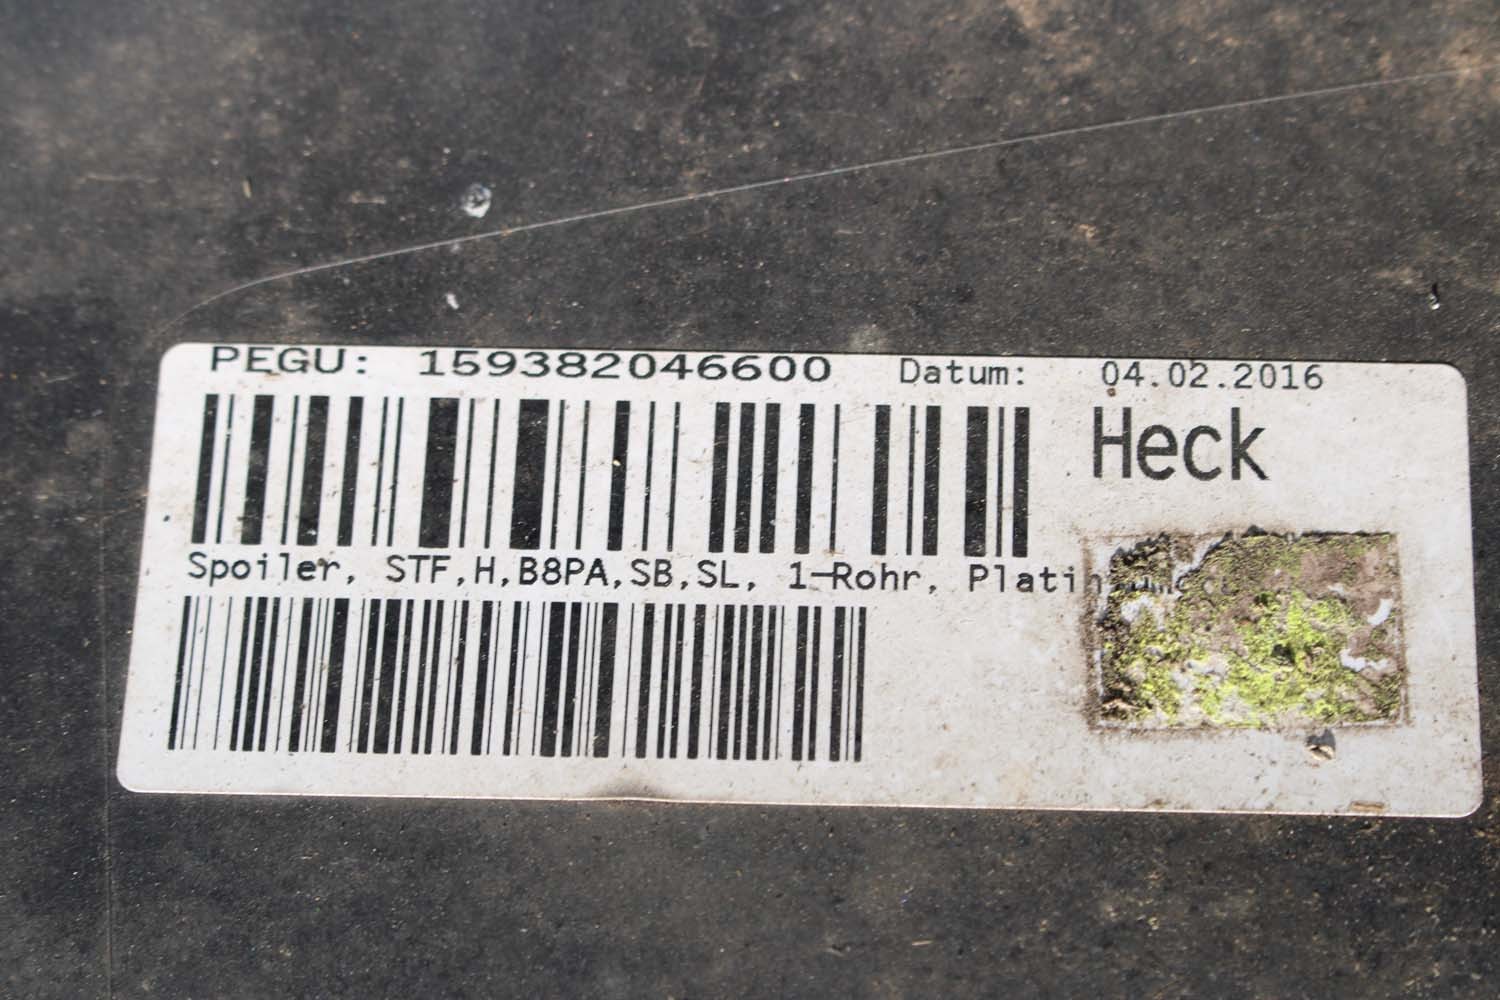 PEGU: 159382046600 Datum: 04.02.2016
Heck
Spoiler, STF,H,B8PA,SB,SL, 1-Rohr,